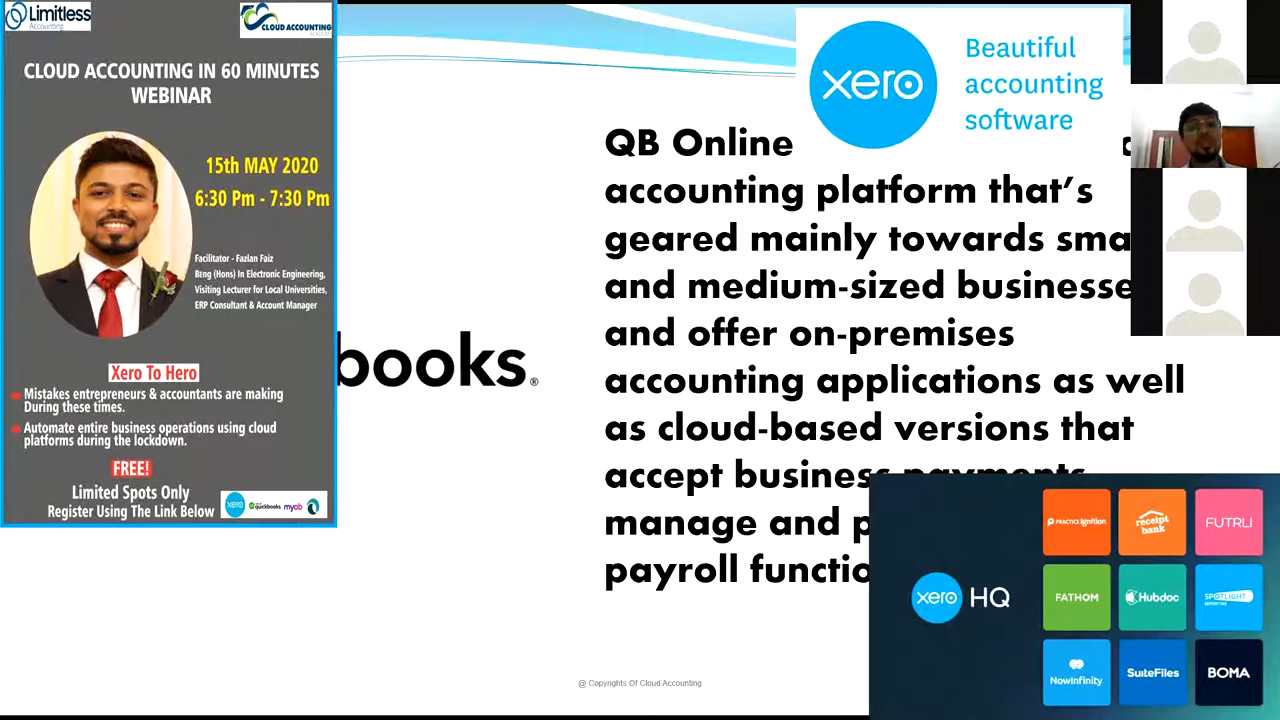 Limitless
Accounting
CLOUD ACCOUNTING
ACADEMY
CLOUD ACCOUNTING IN 60 MINUTES
WEBINAR
15th MAY 2020
6:30 Pm - 7:30 Pm
Facilitator - Fazlan Faiz
Beng (Hons) In Electronic Engineering,
Visiting Lecturer for Local Universities,
ERP Consultant & Account Manager
Xero To Hero
Mistakes entrepreneurs & accountants are making
During these times.
Automate entire business operations using cloud
platforms during the lockdown.
FREE!
Limited Spots Only
Register Using The Link Below
xero
quickbooks
myob
books.
xero
Beautiful
accounting
software
QB Online
accounting platform that's
geared mainly towards sma
and medium-sized businesse
and offer on-premises
accounting applications as well
as cloud-based versions that
accept business payments
manage and p
payroll functio
@ Copyrights Of Cloud Accounting
xero HQ
PRACTICE ignition
receipt
bank
FUTRLI
FATHOM
Hubdoc
SPOTLIGHT
REPORTING
NowInfinity
SuiteFiles
BOMA